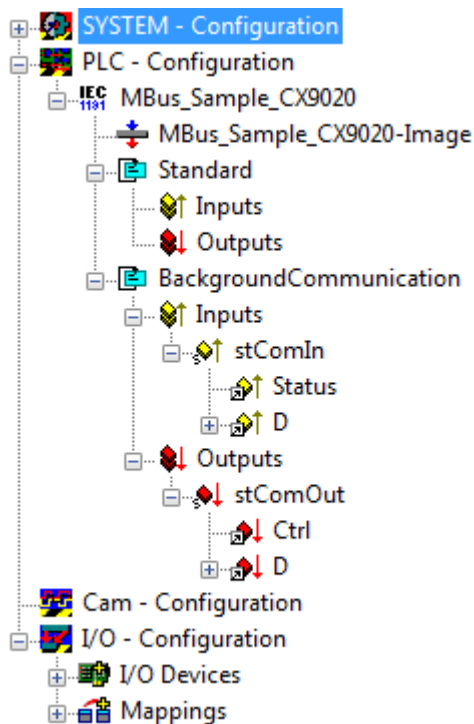 SYSTEM - Configuration
PLC - Configuration
IEC 1131 MBus_Sample_CX9020
MBus_Sample_CX9020-Image
Standard
Inputs
Outputs
BackgroundCommunication
Inputs
stComIn
Status
D
Outputs
stComOut
Ctrl
D
Cam - Configuration
I/O - Configuration
I/O Devices
Mappings